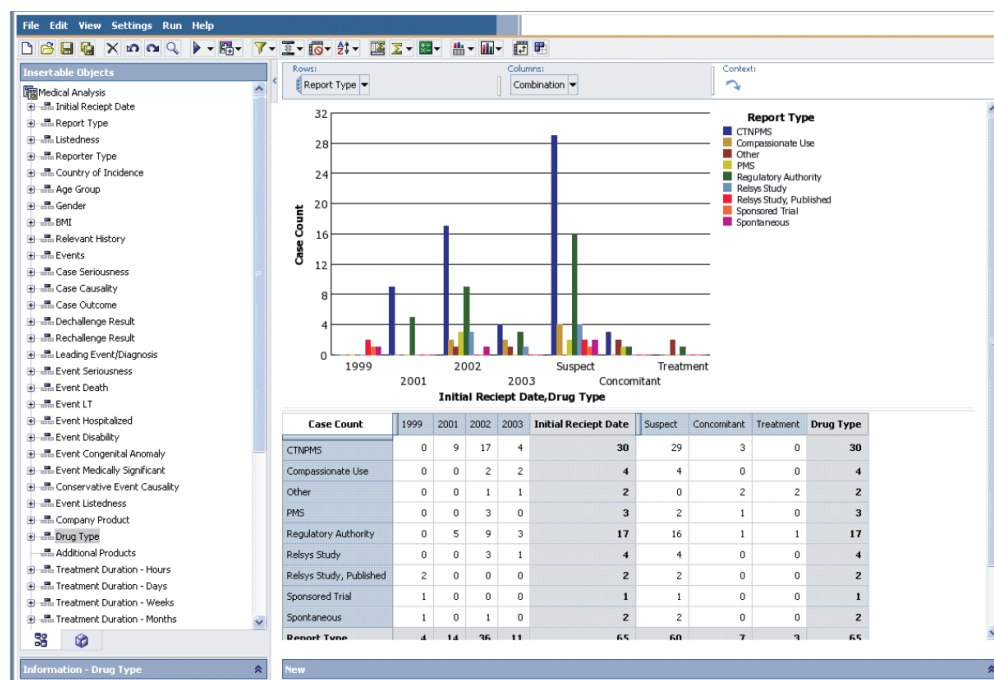 File Edit View Settings Run Help
Insertable Objects
Medical Analysis
Initial Reciept Date
Report Type
Listedness
Reporter Type
Country of Incidence
Age Group
Gender
BMI
Relevant History
Events
Case Seriousness
Case Causality
Case Outcome
Dechallenge Result
Rechallenge Result
Leading Event/Diagnosis
Event Seriousness
Event Death
Event LT
Event Hospitalized
Event Disability
Event Congenital Anomaly
Event Medically Significant
Conservative Event Causality
Event Listedness
Company Product
Drug Type
Additional Products
Treatment Duration - Hours
Treatment Duration - Days
Treatment Duration - Weeks
Treatment Duration - Months
Information - Drug Type
Rows: Columns: Context:
Report Type Combination
32
28
24
20
16
12
8
4
0
Case Count
1999 2002 Suspect Treatment
2001 2003 Concomitant
Initial Reciept Date,Drug Type
Report Type
CTNPMS
Compassionate Use
Other
PMS
Regulatory Authority
Relsys Study
Relsys Study, Published
Sponsored Trial
Spontaneous
Case Count 1999 2001 2002 2003 Initial Reciept Date Suspect Concomitant Treatment Drug Type
CTNPMS 0 9 17 4 30 29 3 0 30
Compassionate Use 0 0 2 2 4 4 0 0 4
Other 0 0 1 1 2 0 2 2 2
PMS 0 0 3 0 3 2 1 0 3
Regulatory Authority 0 5 9 3 17 16 1 1 17
Relsys Study 0 0 3 1 4 4 0 0 4
Relsys Study, Published 2 0 0 0 2 2 0 0 2
Sponsored Trial 1 0 0 0 1 1 0 0 1
Spontaneous 1 0 1 0 2 2 0 0 2
Report Type 4 14 36 11 65 60 7 3 65
New